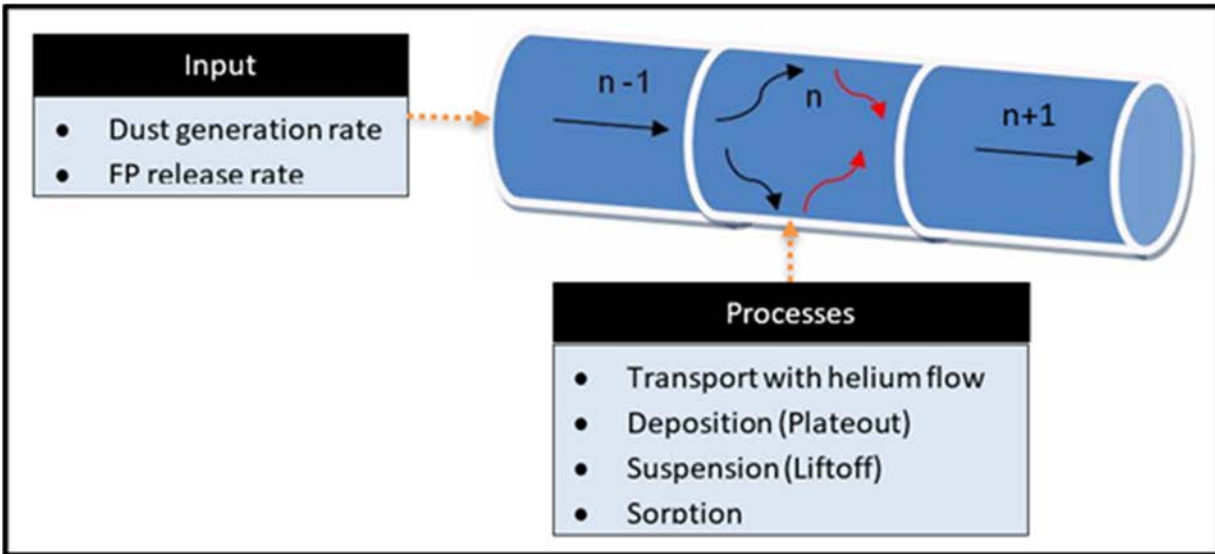 Input
• Dust generation rate
• FP release rate
n -1
n
n+1
Processes
• Transport with helium flow
• Deposition (Plateout)
• Suspension (Liftoff)
• Sorption